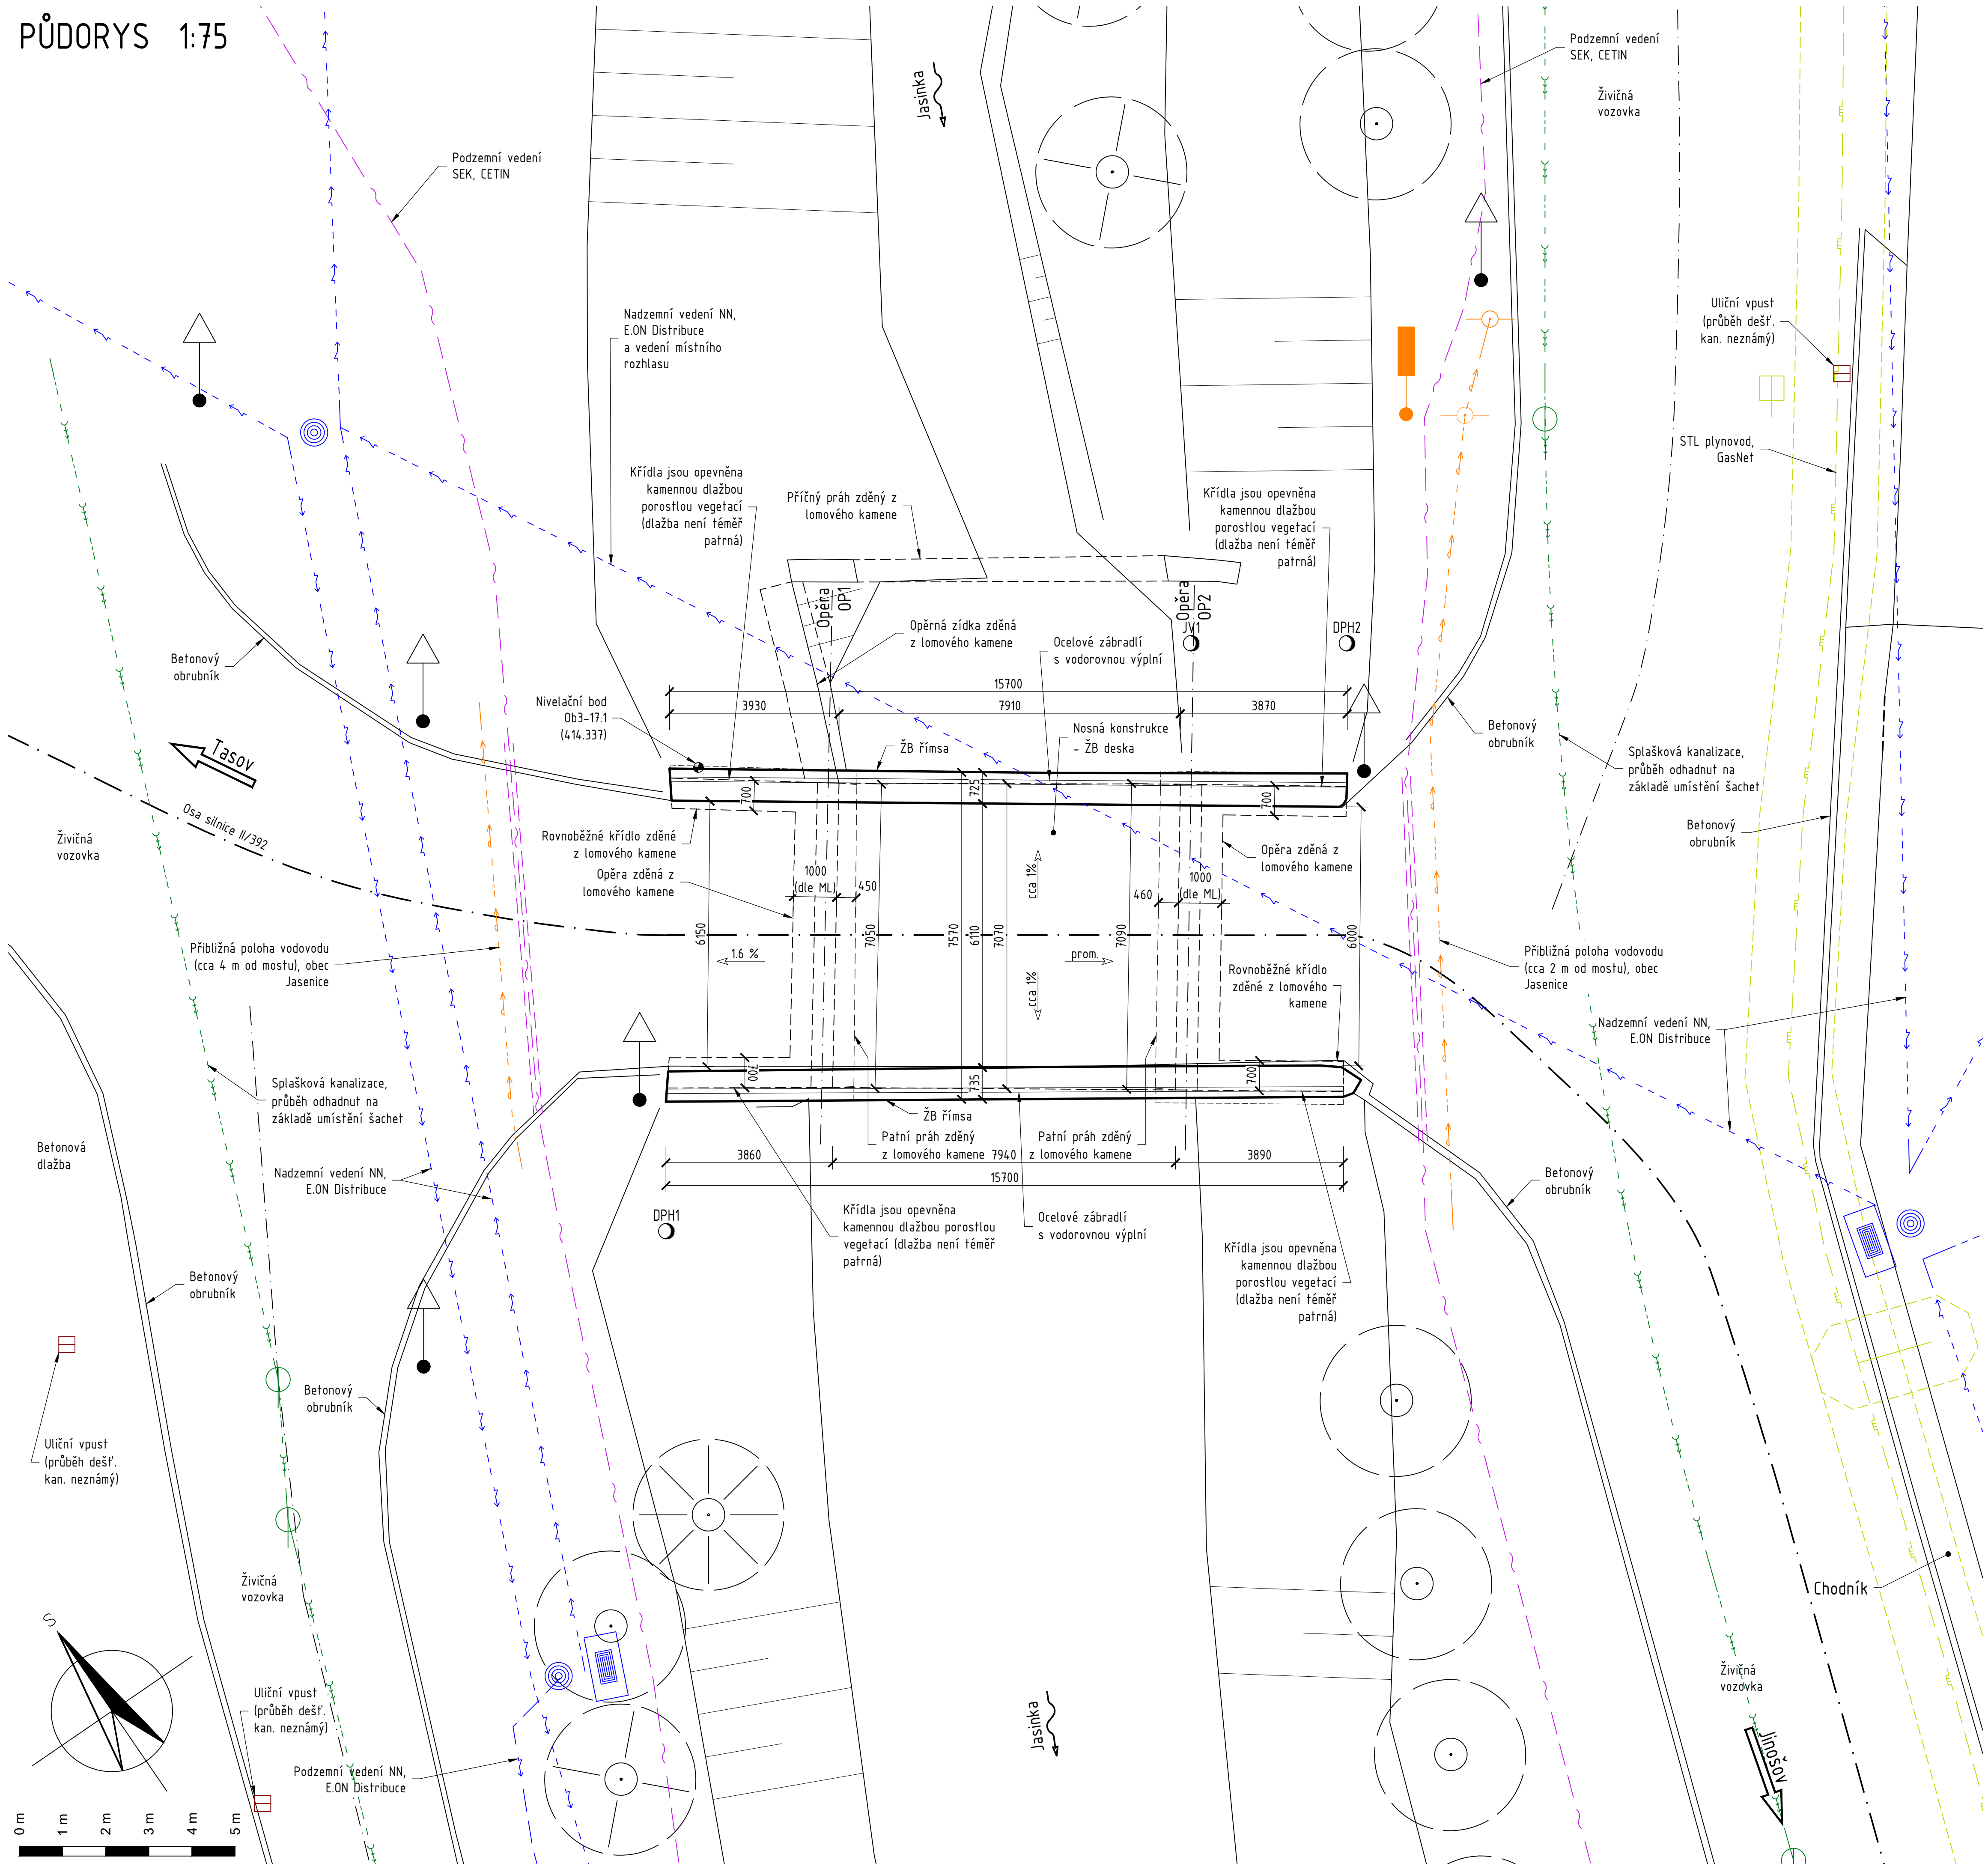 PŮDORYS 1:75
Podzemní vedení
SEK, CETIN
Jasinka
Podzemní vedení
SEK, CETIN
Živičná
vozovka
Nadzemní vedení NN,
E.ON Distribuce
a vedení místního
rozhlasu
Uliční vpust
(průběh dešť.
kan. neznámý)
STL plynovod,
GasNet
Křídla jsou opevněna
kamennou dlažbou
porostlou vegetací
(dlažba není téměř
patrná)
Příčný práh zděný z
lomového kamene
Křídla jsou opevněna
kamennou dlažbou
porostlou vegetací
(dlažba není téměř
patrná)
Opěra
OP1
Opěra
OP2
JV1
DPH2
Opěrná zídka zděná
z lomového kamene
Ocelové zábradlí
s vodorovnou výplní
Betonový
obrubník
Nivelační bod
Ob3-17.1
(414.337)
15700
3930
7910
3870
ŽB římsa
Nosná konstrukce
- ŽB deska
Betonový
obrubník
Splašková kanalizace,
průběh odhadnut na
základě umístění šachet
Tasov
Osa silnice II/392
Živičná
vozovka
700
725
700
Rovnoběžné křídlo zděné
z lomového kamene
Opěra zděná z
lomového kamene
1000
(dle ML)
450
cca 1%
460
1000
(dle ML)
Opěra zděná z
lomového kamene
Betonový
obrubník
6150
7050
7570
6110
7070
7090
6000
1.6 %
prom.
cca 1%
Přibližná poloha vodovodu
(cca 4 m od mostu), obec
Jasenice
Rovnoběžné křídlo
zděné z lomového
kamene
Přibližná poloha vodovodu
(cca 2 m od mostu), obec
Jasenice
Nadzemní vedení NN,
E.ON Distribuce
Splašková kanalizace,
průběh odhadnut na
základě umístění šachet
700
735
700
ŽB římsa
Patní práh zděný
z lomového kamene
Patní práh zděný
z lomového kamene
3860
7940
3890
15700
Betonová
dlažba
Nadzemní vedení NN,
E.ON Distribuce
Betonový
obrubník
DPH1
Křídla jsou opevněna
kamennou dlažbou porostlou
vegetací (dlažba není téměř
patrná)
Ocelové zábradlí
s vodorovnou výplní
Křídla jsou opevněna
kamennou dlažbou
porostlou vegetací
(dlažba není téměř
patrná)
Betonový
obrubník
Betonový
obrubník
Uliční vpust
(průběh dešť.
kan. neznámý)
Živičná
vozovka
Chodník
S
Uliční vpust
(průběh dešť.
kan. neznámý)
Podzemní vedení NN,
E.ON Distribuce
Jasinka
Živičná
vozovka
Jinošov
0 m
1 m
2 m
3 m
4 m
5 m